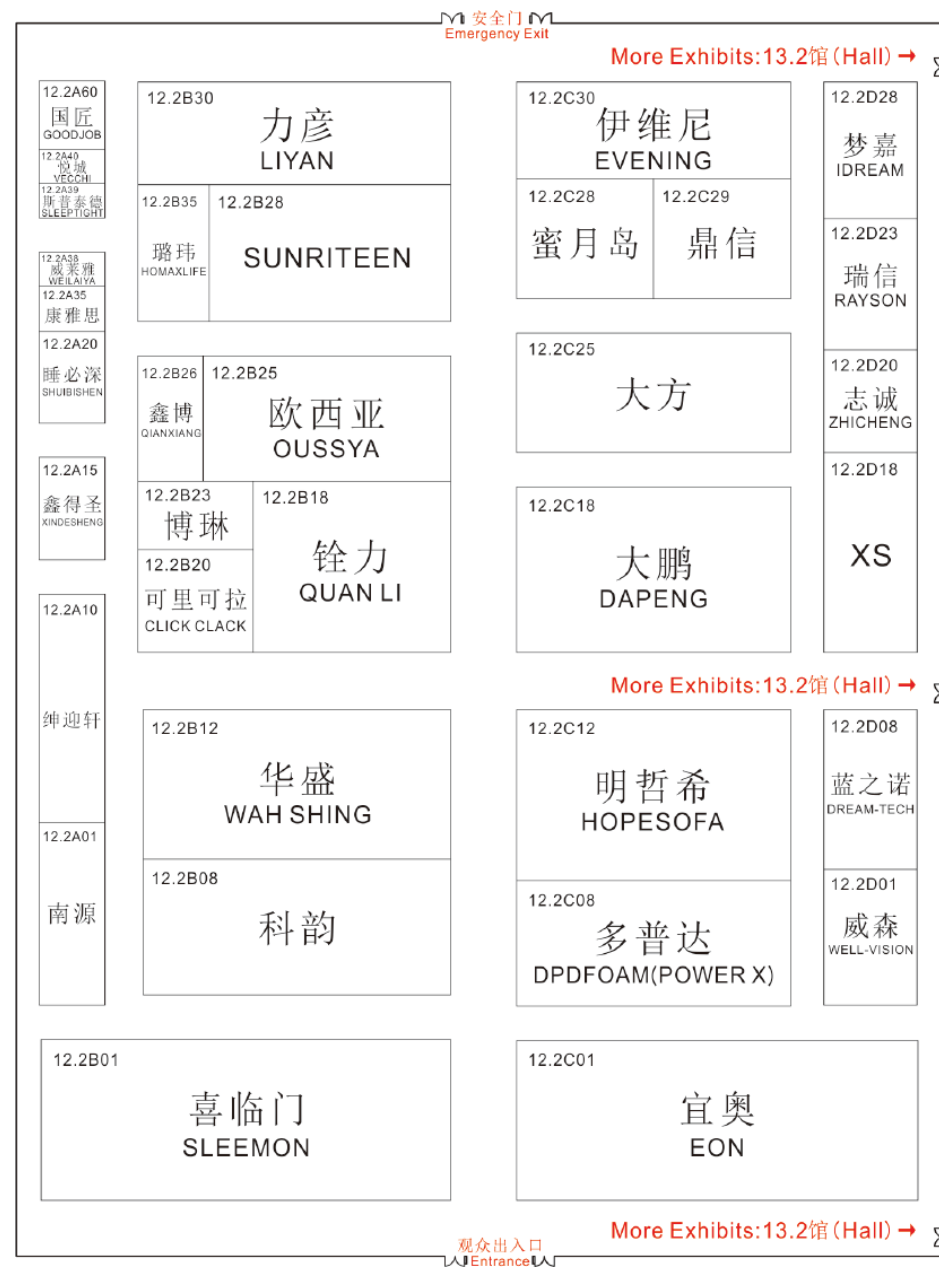 安全门
Emergency Exit
More Exhibits:13.2馆(Hall)→
12.2A60
国匠
GOODJOB
12.2A40
悦城
VECCHI
12.2A39
斯普泰德
SLEEPTIGHT
12.2A38
威莱雅
WEILAIYA
12.2A35
康雅思
12.2A20
睡必深
SHUIBISHEN
12.2A15
鑫得圣
XINDESHENG
12.2A10
绅迎轩
12.2A01
南源
12.2B30
力彦
LIYAN
12.2B35
璐玮
HOMAXLIFE
12.2B28
SUNRITEEN
12.2B26
鑫博
QIANXIANG
12.2B25
欧西亚
OUSSYA
12.2B23
博琳
12.2B20
可里可拉
CLICK CLACK
12.2B18
铨力
QUAN LI
12.2B12
华盛
WAH SHING
12.2B08
科韵
12.2B01
喜临门
SLEEMON
12.2C30
伊维尼
EVENING
12.2C28
蜜月岛
12.2C29
鼎信
12.2C25
大方
12.2C18
大鹏
DAPENG
12.2D28
梦嘉
IDREAM
12.2D23
瑞信
RAYSON
12.2D20
志诚
ZHICHENG
12.2D18
XS
More Exhibits:13.2馆(Hall)→
12.2C12
明哲希
HOPESOFA
12.2C08
多普达
DPDFOAM(POWER X)
12.2D08
蓝之诺
DREAM-TECH
12.2D01
威森
WELL-VISION
12.2C01
宜奥
EON
More Exhibits:13.2馆(Hall)→
观众出入口
Entrance